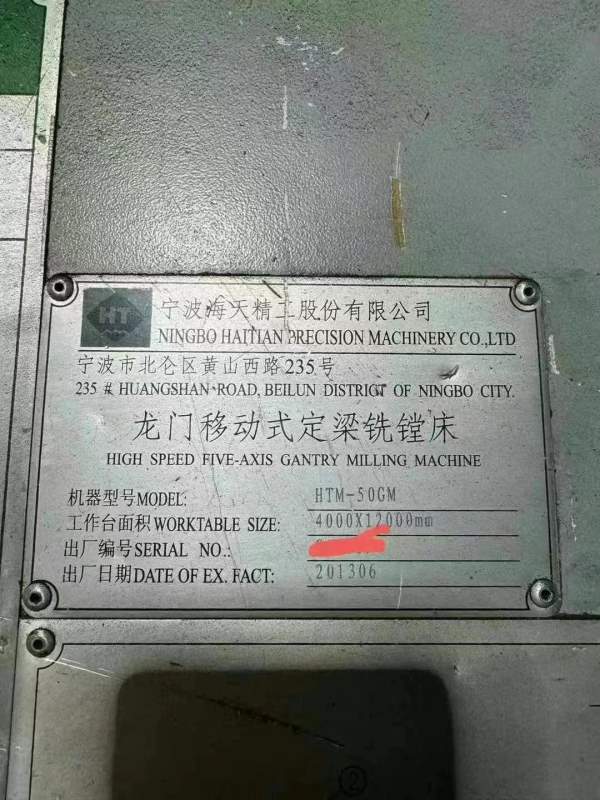 HT
宁波海天精工股份有限公司
NINGBO HAITIAN PRECISION MACHINERY CO.,LTD
宁波市北仑区黄山西路235号
235 # HUANGSHAN ROAD, BEILUN DISTRIGT OF NINGBO CITY.
龙门移动式定梁铣镗床
HIGH SPEED FIVE-AXIS GANTRY MILLING MACHINE
机器型号MODEL: HTM-50GM
工作台面积WORKTABLE SIZE: 4000X12000mm
出厂编号SERIAL NO.:
出厂日期DATE OF EX. FACT: 201306
②